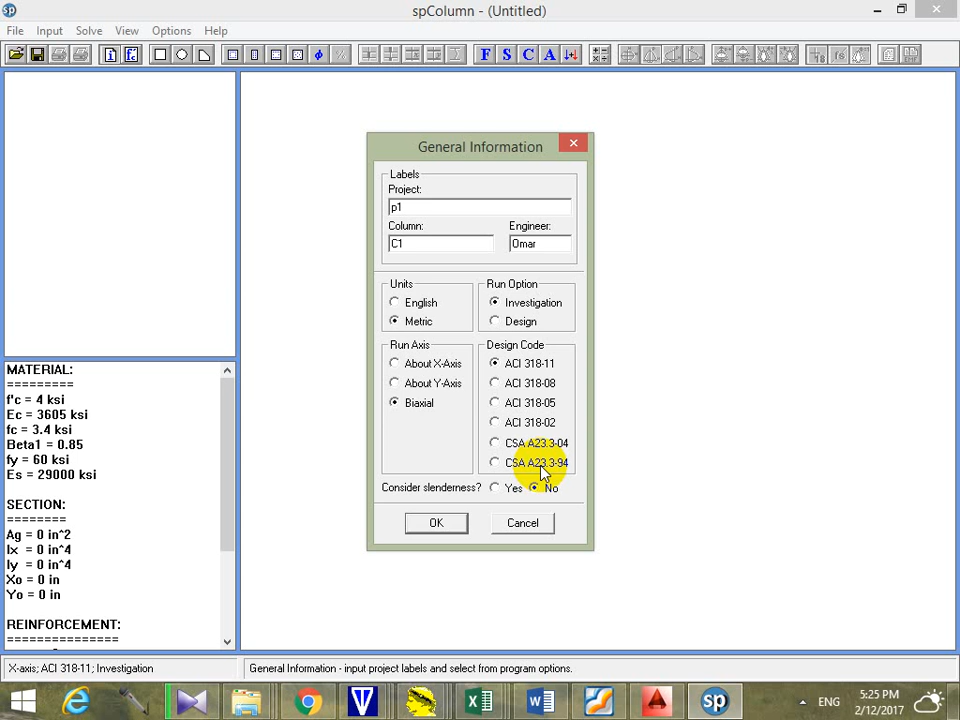 spColumn - (Untitled)
File Input Solve View Options Help
F S C A
General Information
Labels
Project:
p1
Column: Engineer:
C1 Omar
Units Run Option
English Investigation
Metric Design
Run Axis Design Code
About X-Axis ACI 318-11
About Y-Axis ACI 318-08
Biaxial ACI 318-05
ACI 318-02
CSA A23.3-04
CSA A23.3-94
Consider slenderness? Yes No
OK Cancel
MATERIAL:
=========
f'c = 4 ksi
Ec = 3605 ksi
fc = 3.4 ksi
Beta1 = 0.85
fy = 60 ksi
Es = 29000 ksi
SECTION:
========
Ag = 0 in^2
Ix = 0 in^4
Iy = 0 in^4
Xo = 0 in
Yo = 0 in
REINFORCEMENT:
===============
X-axis; ACI 318-11; Investigation General Information - input project labels and select from program options.
ENG 5:25 PM
2/12/2017